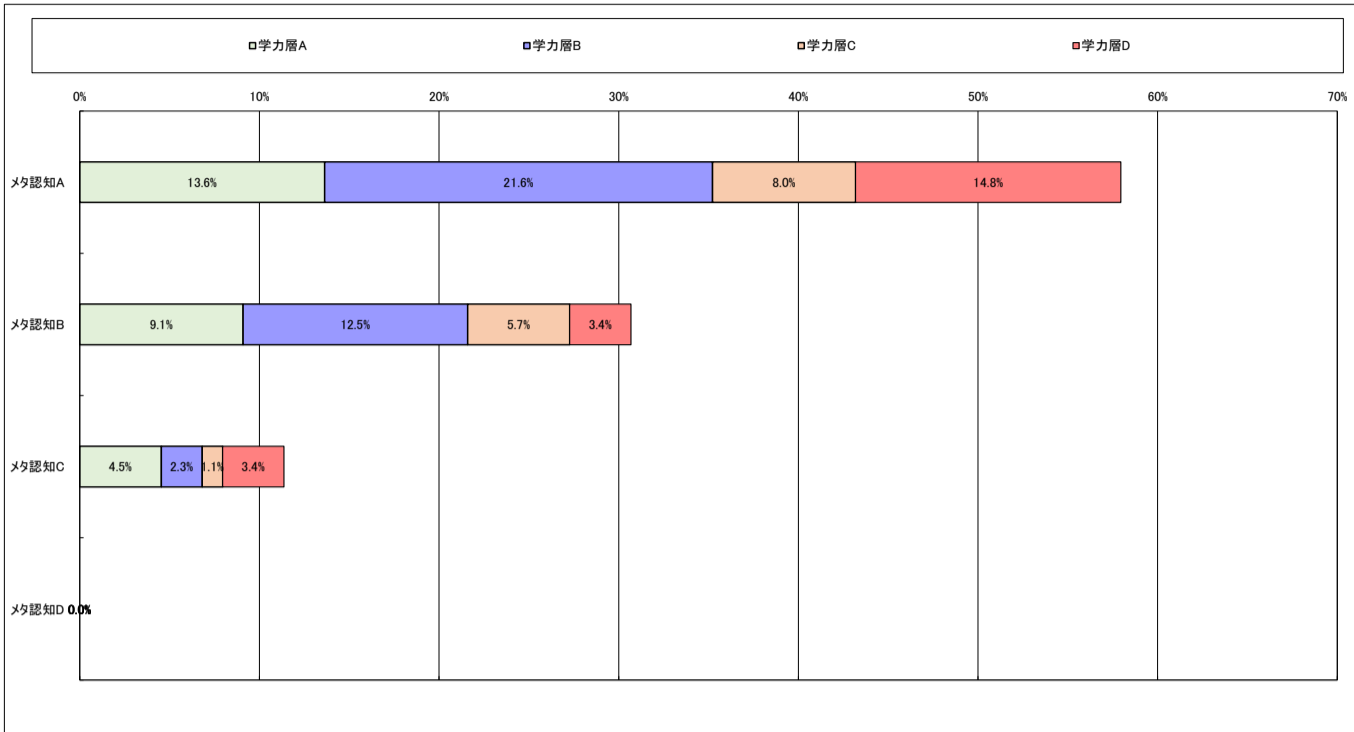 学力層A 学力層B 学力層C 学力層D
0% 10% 20% 30% 40% 50% 60% 70%
メタ認知A 13.6% 21.6% 8.0% 14.8%
メタ認知B 9.1% 12.5% 5.7% 3.4%
メタ認知C 4.5% 2.3% 1.1% 3.4%
メタ認知D 0.0%